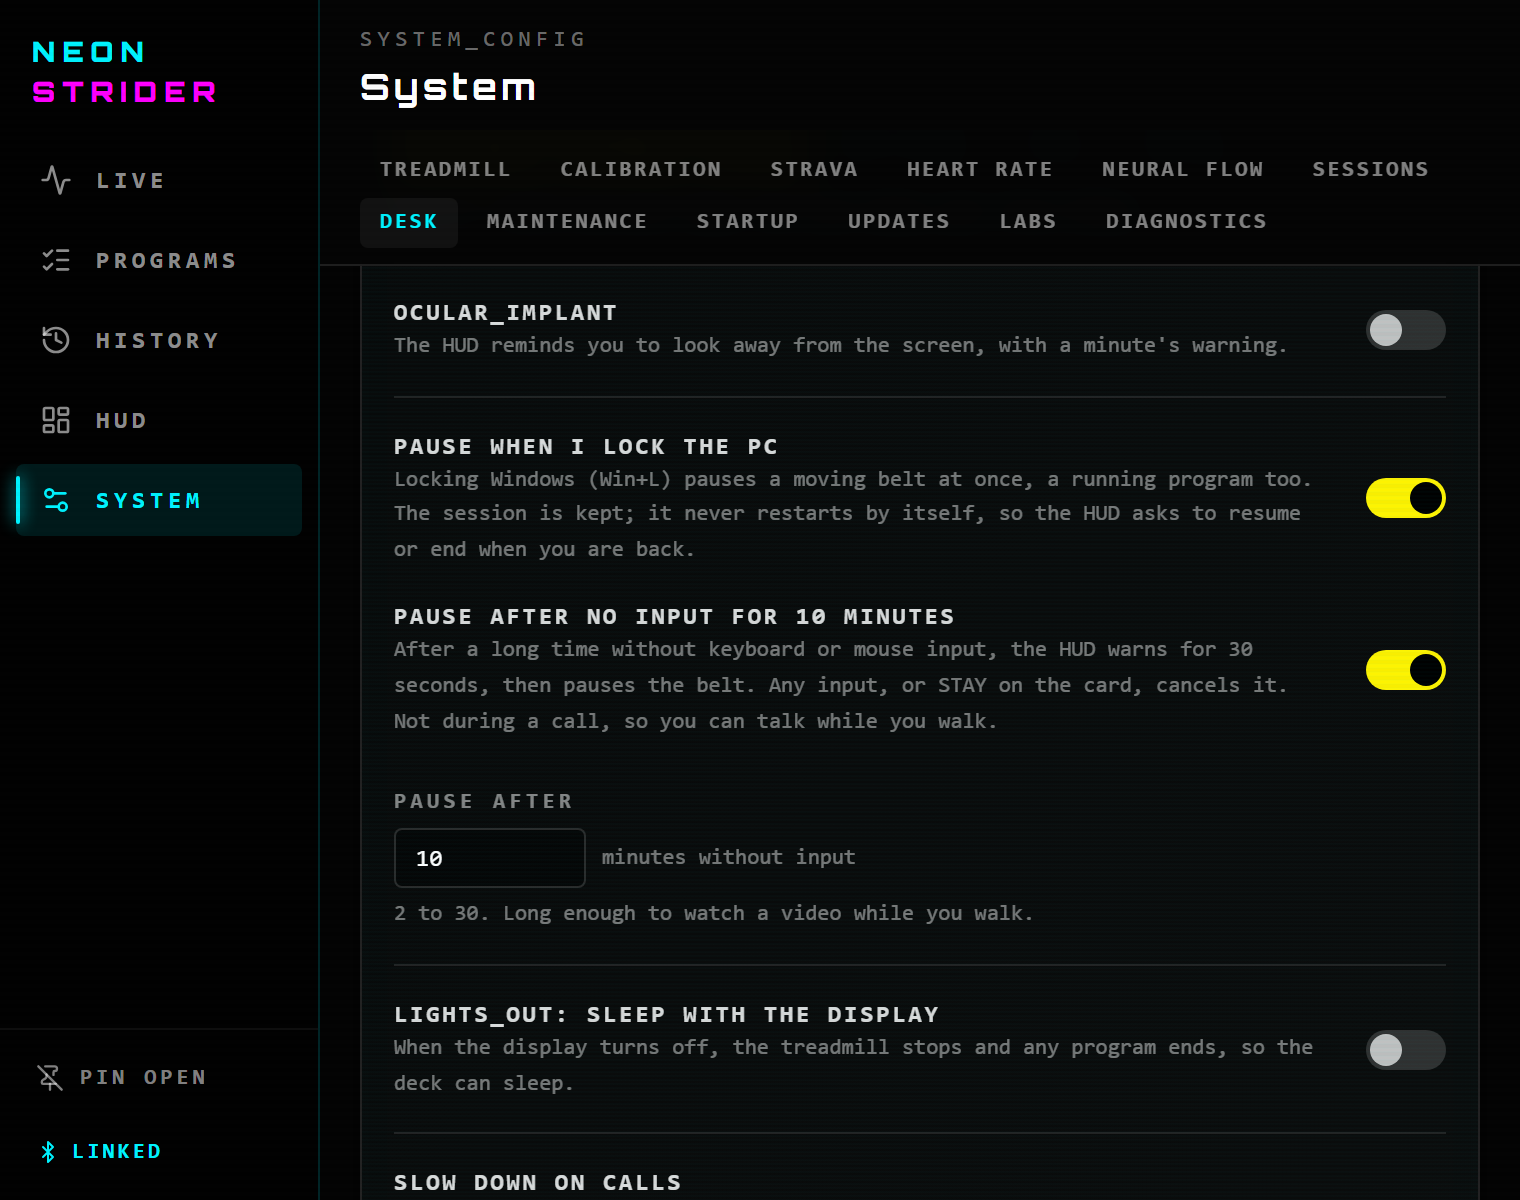 NEON
STRIDER
LIVE
PROGRAMS
HISTORY
HUD
SYSTEM
PIN OPEN
LINKED
SYSTEM_CONFIG
System
TREADMILL CALIBRATION STRAVA HEART RATE NEURAL FLOW SESSIONS
DESK MAINTENANCE STARTUP UPDATES LABS DIAGNOSTICS
OCULAR_IMPLANT
The HUD reminds you to look away from the screen, with a minute's warning.
PAUSE WHEN I LOCK THE PC
Locking Windows (Win+L) pauses a moving belt at once, a running program too.
The session is kept; it never restarts by itself, so the HUD asks to resume
or end when you are back.
PAUSE AFTER NO INPUT FOR 10 MINUTES
After a long time without keyboard or mouse input, the HUD warns for 30
seconds, then pauses the belt. Any input, or STAY on the card, cancels it.
Not during a call, so you can talk while you walk.
PAUSE AFTER
10 minutes without input
2 to 30. Long enough to watch a video while you walk.
LIGHTS_OUT: SLEEP WITH THE DISPLAY
When the display turns off, the treadmill stops and any program ends, so the
deck can sleep.
SLOW DOWN ON CALLS